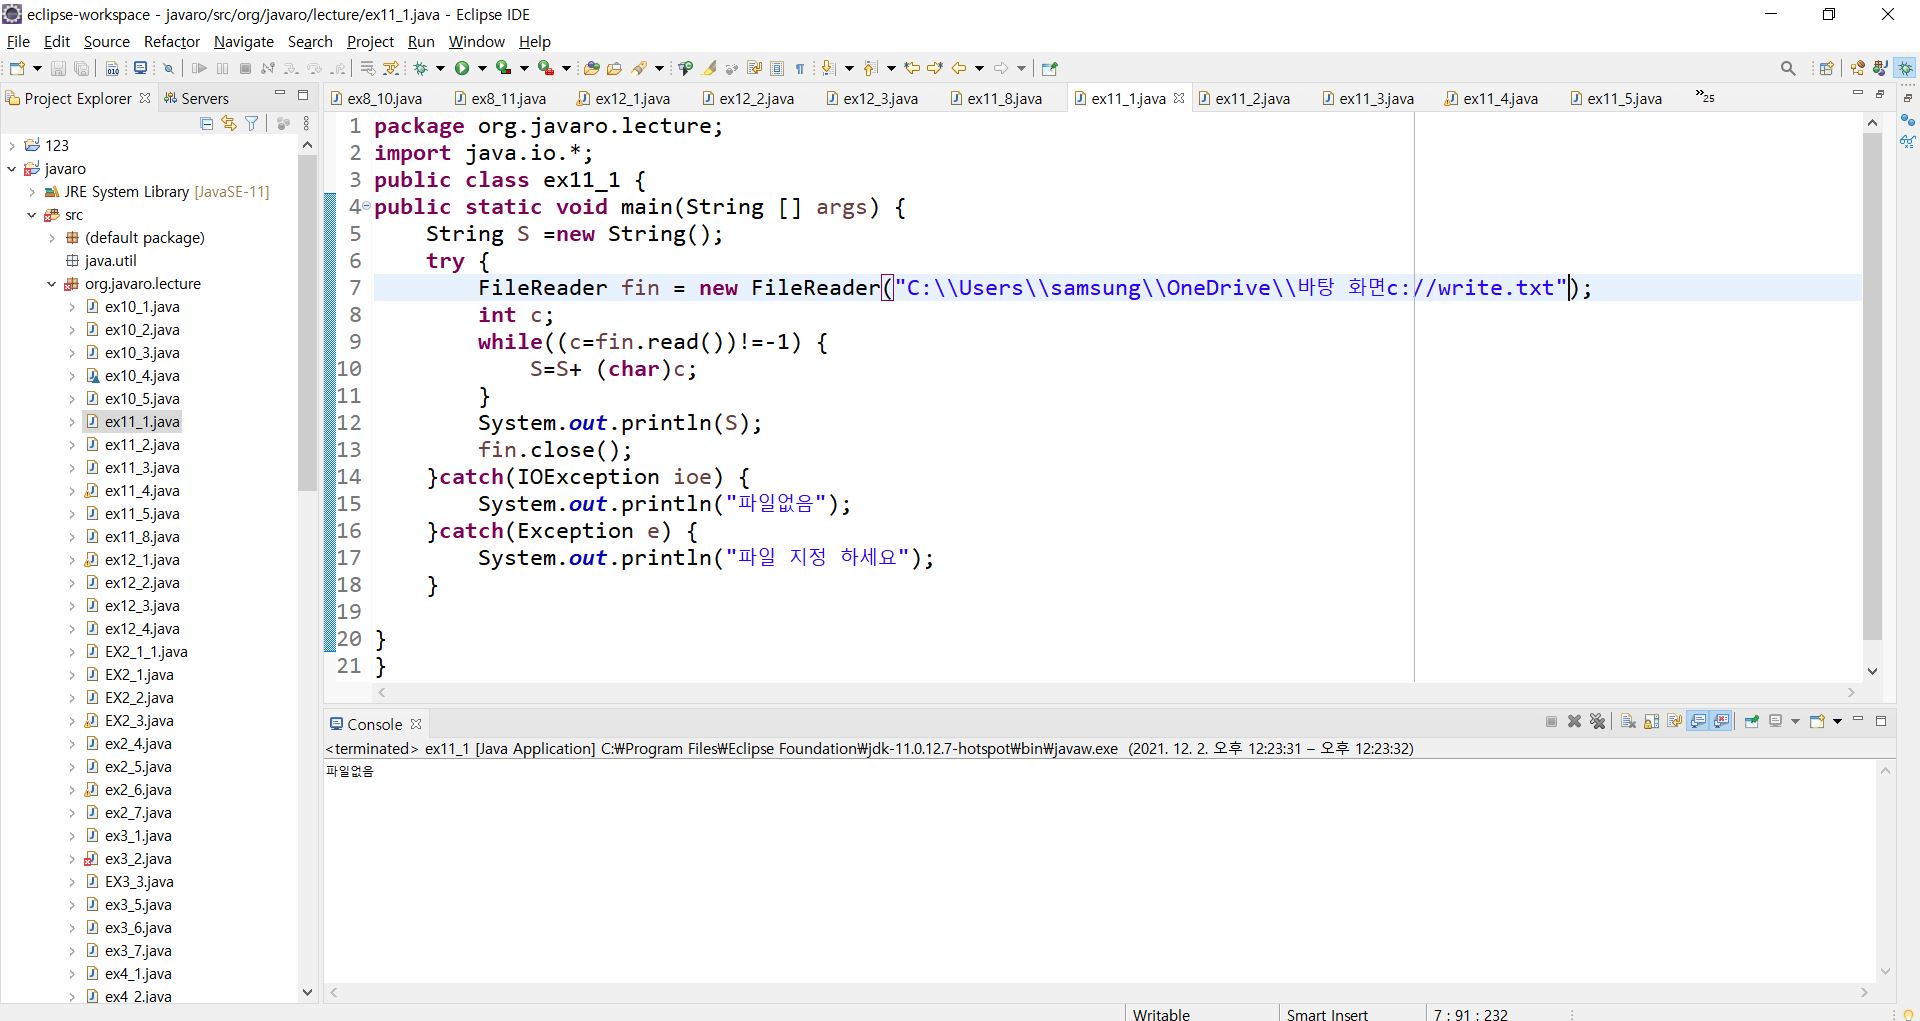 eclipse-workspace - javaro/src/org/javaro/lecture/ex11_1.java - Eclipse IDE
File Edit Source Refactor Navigate Search Project Run Window Help
Project Explorer Servers
ex8_10.java ex8_11.java ex12_1.java ex12_2.java ex12_3.java ex11_8.java ex11_1.java ex11_2.java ex11_3.java ex11_4.java ex11_5.java »25
123
javaro
JRE System Library [JavaSE-11]
src
(default package)
java.util
org.javaro.lecture
ex10_1.java
ex10_2.java
ex10_3.java
ex10_4.java
ex10_5.java
ex11_1.java
ex11_2.java
ex11_3.java
ex11_4.java
ex11_5.java
ex11_8.java
ex12_1.java
ex12_2.java
ex12_3.java
ex12_4.java
EX2_1_1.java
EX2_1.java
EX2_2.java
EX2_3.java
ex2_4.java
ex2_5.java
ex2_6.java
ex2_7.java
ex3_1.java
ex3_2.java
EX3_3.java
ex3_5.java
ex3_6.java
ex3_7.java
ex4_1.java
ex4_2.java
1 package org.javaro.lecture;
2 import java.io.*;
3 public class ex11_1 {
4 public static void main(String [] args) {
5 String S =new String();
6 try {
7 FileReader fin = new FileReader("C:\\Users\\samsung\\OneDrive\\바탕 화면c://write.txt");
8 int c;
9 while((c=fin.read())!=-1) {
10 S=S+ (char)c;
11 }
12 System.out.println(S);
13 fin.close();
14 }catch(IOException ioe) {
15 System.out.println("파일없음");
16 }catch(Exception e) {
17 System.out.println("파일 지정 하세요");
18 }
19
20 }
21 }
Console
<terminated> ex11_1 [Java Application] C:₩Program Files₩Eclipse Foundation₩jdk-11.0.12.7-hotspot₩bin₩javaw.exe (2021. 12. 2. 오후 12:23:31 – 오후 12:23:32)
파일없음
Writable Smart Insert 7 : 91 : 232